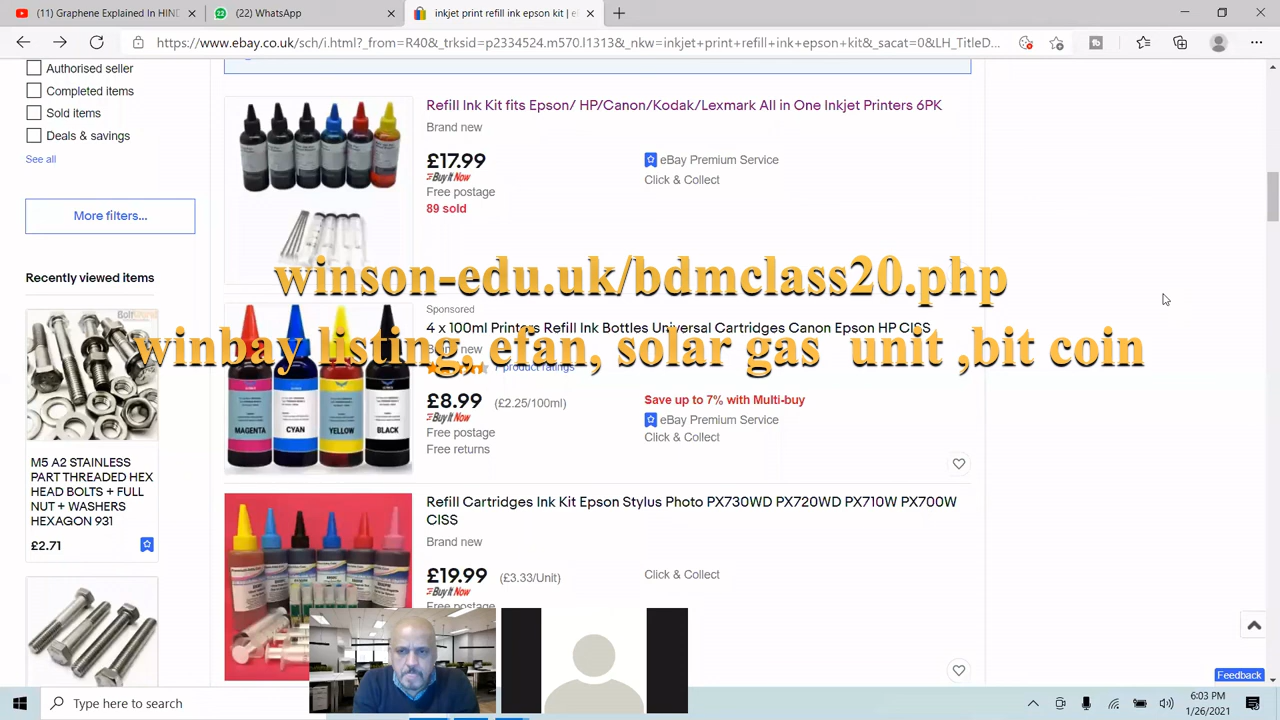 (11) Gravity Explained In HIND
(22) WhatsApp
inkjet print refill ink epson kit | eB
https://www.ebay.co.uk/sch/i.html?_from=R40&_trksid=p2334524.m570.l1313&_nkw=inkjet+print+refill+ink+epson+kit&_sacat=0&LH_TitleD...
Authorised seller
Completed items
Sold items
Deals & savings
See all
More filters...
Recently viewed items
M5 A2 STAINLESS
PART THREADED HEX
HEAD BOLTS + FULL
NUT + WASHERS
HEXAGON 931
£2.71
Refill Ink Kit fits Epson/ HP/Canon/Kodak/Lexmark All in One Inkjet Printers 6PK
Brand new
£17.99
Buy It Now
Free postage
89 sold
eBay Premium Service
Click & Collect
winson-edu.uk/bdmclass20.php
winbay listing, efan, solar gas unit ,bit coin
Sponsored
4 x 100ml Printers Refill Ink Bottles Universal Cartridges Canon Epson HP CISS
Brand new
7 product ratings
£8.99 (£2.25/100ml)
Buy It Now
Free postage
Free returns
Save up to 7% with Multi-buy
eBay Premium Service
Click & Collect
MAGENTA
CYAN
YELLOW
BLACK
Refill Cartridges Ink Kit Epson Stylus Photo PX730WD PX720WD PX710W PX700W
CISS
Brand new
£19.99 (£3.33/Unit)
Buy It Now
Free postage
Click & Collect
Feedback
Type here to search
6:03 PM
1/26/2021